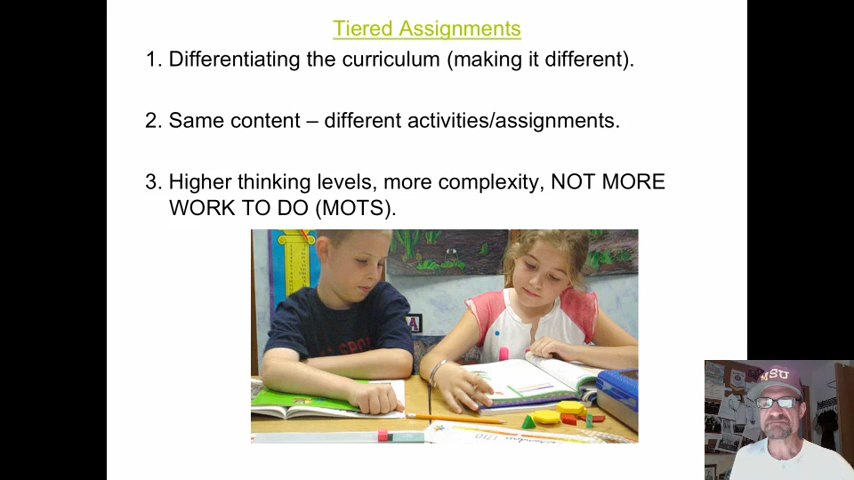 Tiered Assignments
1. Differentiating the curriculum (making it different).
2. Same content – different activities/assignments.
3. Higher thinking levels, more complexity, NOT MORE
WORK TO DO (MOTS).
A
MSU